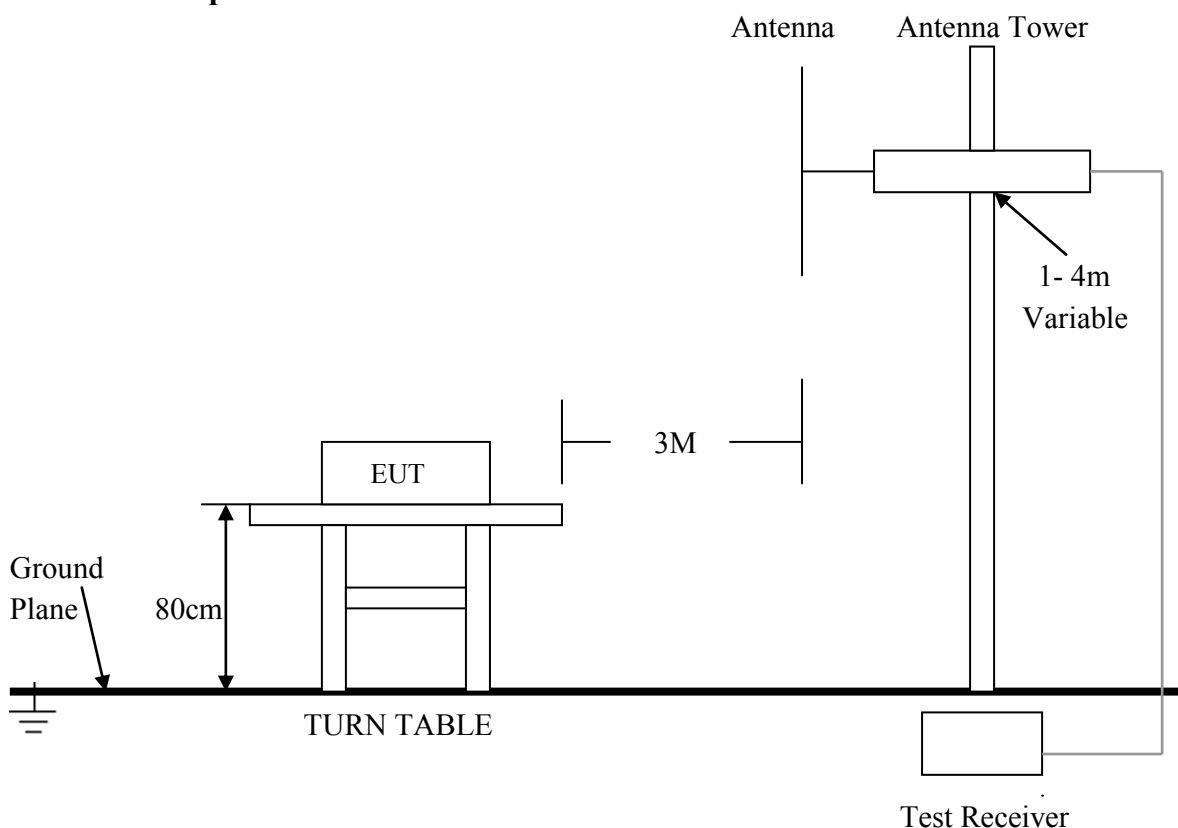 Antenna
Antenna Tower
1- 4m
Variable
3M
EUT
Ground
Plane
80cm
TURN TABLE
Test Receiver